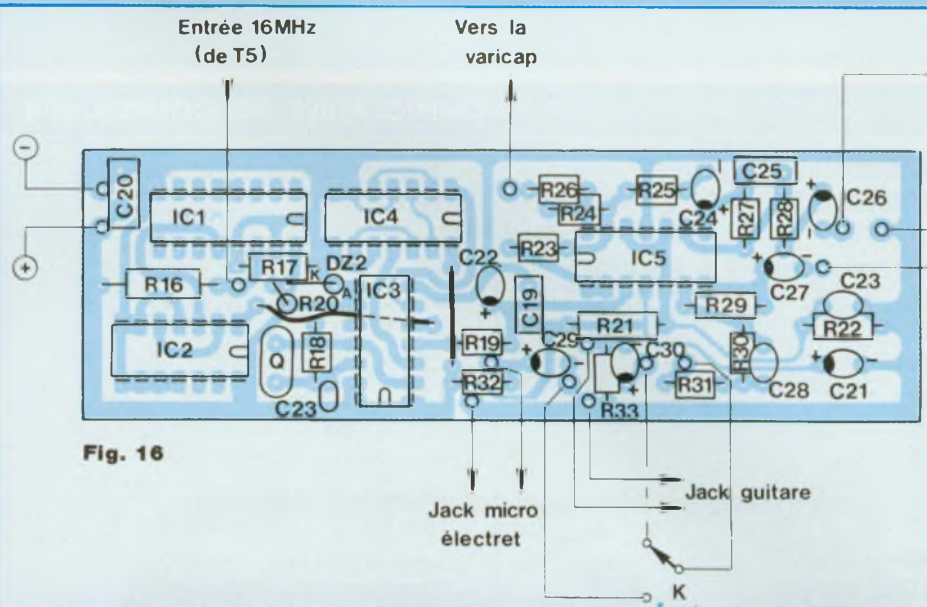 Entrée 16MHz
(de T5)
Vers la
varicap
−
+
C20
IC1
IC4
R26
R25
R24
C24
C25
R27
R28
C26
R23
IC5
C22
C19
C27
R16
R17
K
DZ2
A
R20
IC3
IC2
Q
R18
C23
R19
R32
C29
R21
R33
C30
R31
R29
R30
C28
C23
R22
C21
Fig. 16
Jack micro
électret
Jack guitare
K